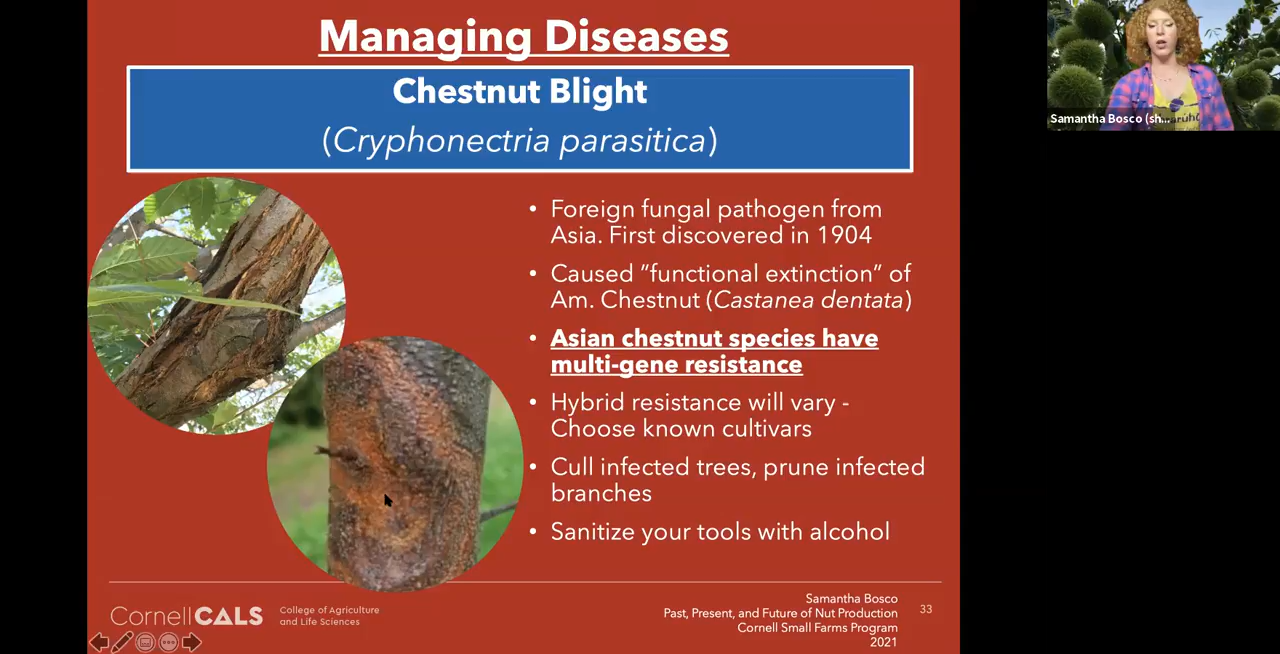 Managing Diseases
Chestnut Blight
(Cryphonectria parasitica)
• Foreign fungal pathogen from
Asia. First discovered in 1904
• Caused "functional extinction" of
Am. Chestnut (Castanea dentata)
• Asian chestnut species have
multi-gene resistance
• Hybrid resistance will vary -
Choose known cultivars
• Cull infected trees, prune infected
branches
• Sanitize your tools with alcohol
CornellCALS
College of Agriculture
and Life Sciences
Samantha Bosco
Past, Present, and Future of Nut Production
Cornell Small Farms Program
2021
33
Samantha Bosco (sh...